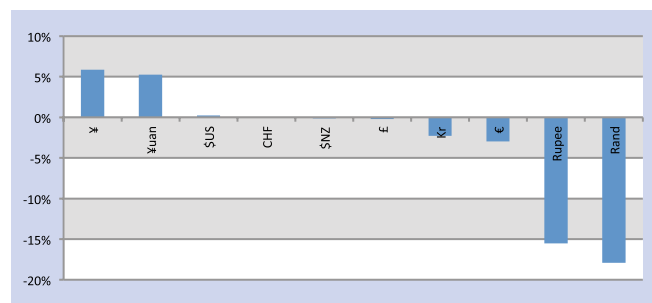 10%
5%
0%
-5%
-10%
-15%
-20%
¥
¥uan
$US
CHF
$NZ
£
Kr
€
Rupee
Rand